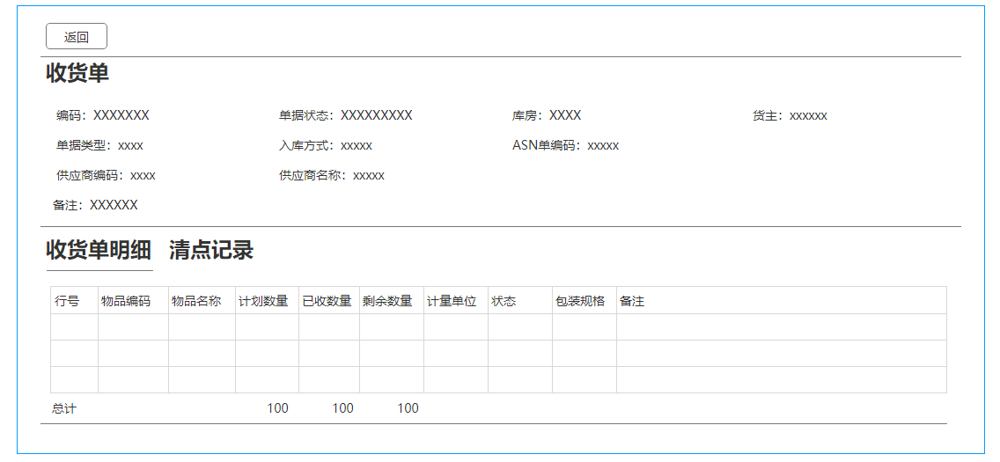 返回
收货单
编码：XXXXXXX 单据状态：XXXXXXXXX 库房：XXXX 货主：xxxxxx
单据类型：xxxx 入库方式：xxxxx ASN单编码：xxxxx
供应商编码：xxxx 供应商名称：xxxxx
备注：XXXXXX
收货单明细 清点记录
行号 物品编码 物品名称 计划数量 已收数量 剩余数量 计量单位 状态 包装规格 备注
总计 100 100 100